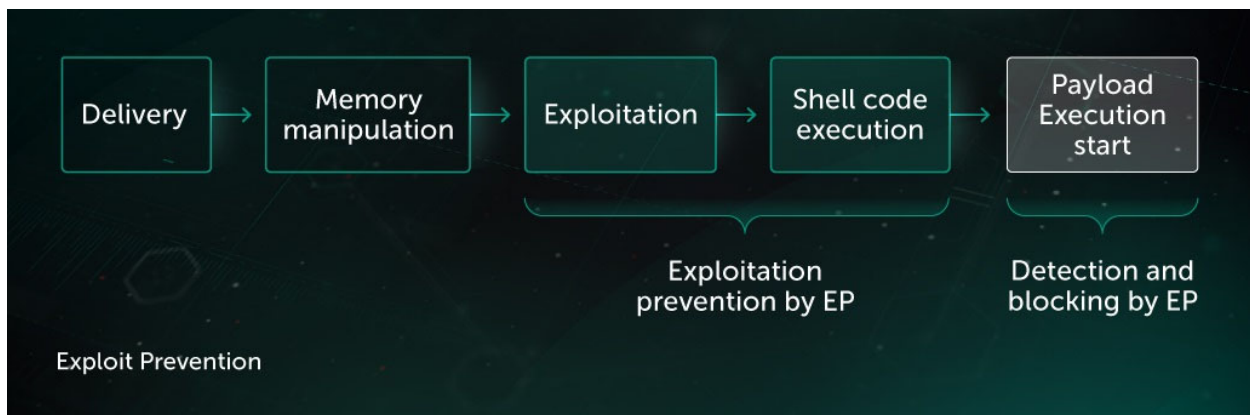 Delivery
Memory
manipulation
Exploitation
Shell code
execution
Payload
Execution
start
Exploitation
prevention by EP
Detection and
blocking by EP
Exploit Prevention